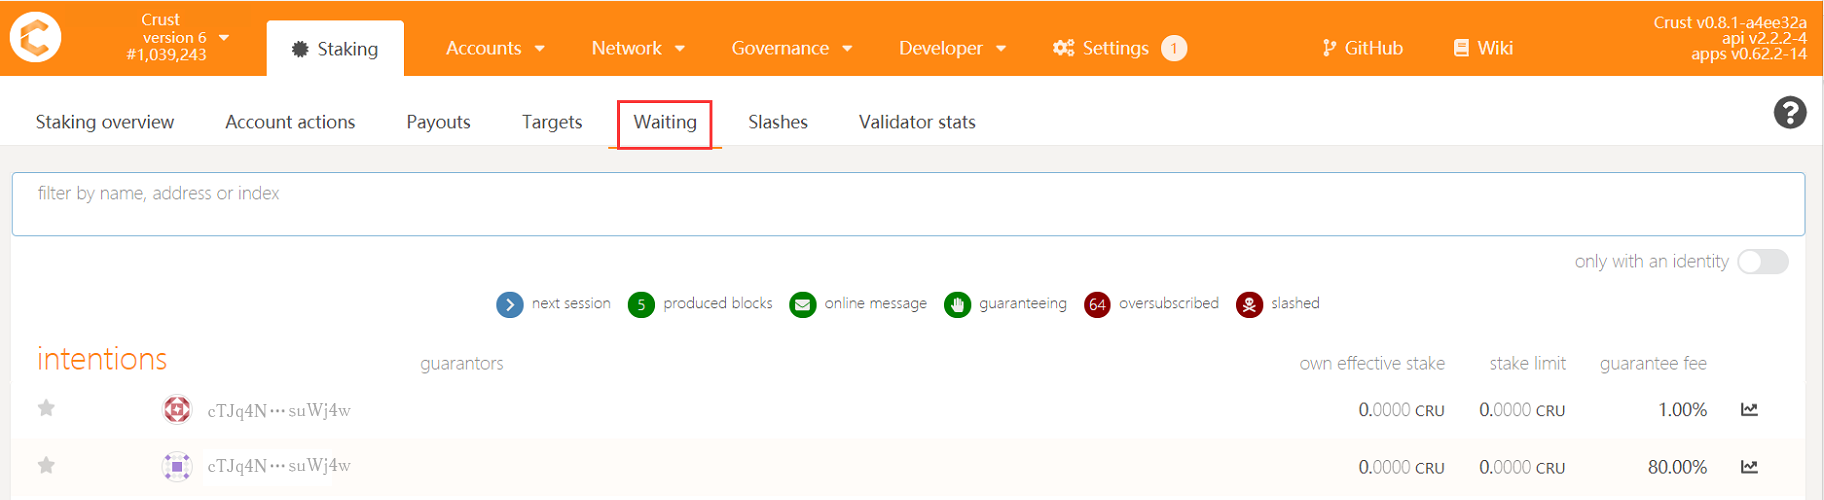 Crust
version 6
#1,039,243
Staking
Accounts
Network
Governance
Developer
Settings 1
GitHub
Wiki
Crust v0.8.1-a4ee32a
api v2.2.2-4
apps v0.62.2-14
Staking overview
Account actions
Payouts
Targets
Waiting
Slashes
Validator stats
?
filter by name, address or index
only with an identity
next session
5 produced blocks
online message
guaranteeing
64 oversubscribed
slashed
intentions guarantors own effective stake stake limit guarantee fee
cTJq4N⋯suWj4w 0.0000 CRU 0.0000 CRU 1.00%
cTJq4N⋯suWj4w 0.0000 CRU 0.0000 CRU 80.00%